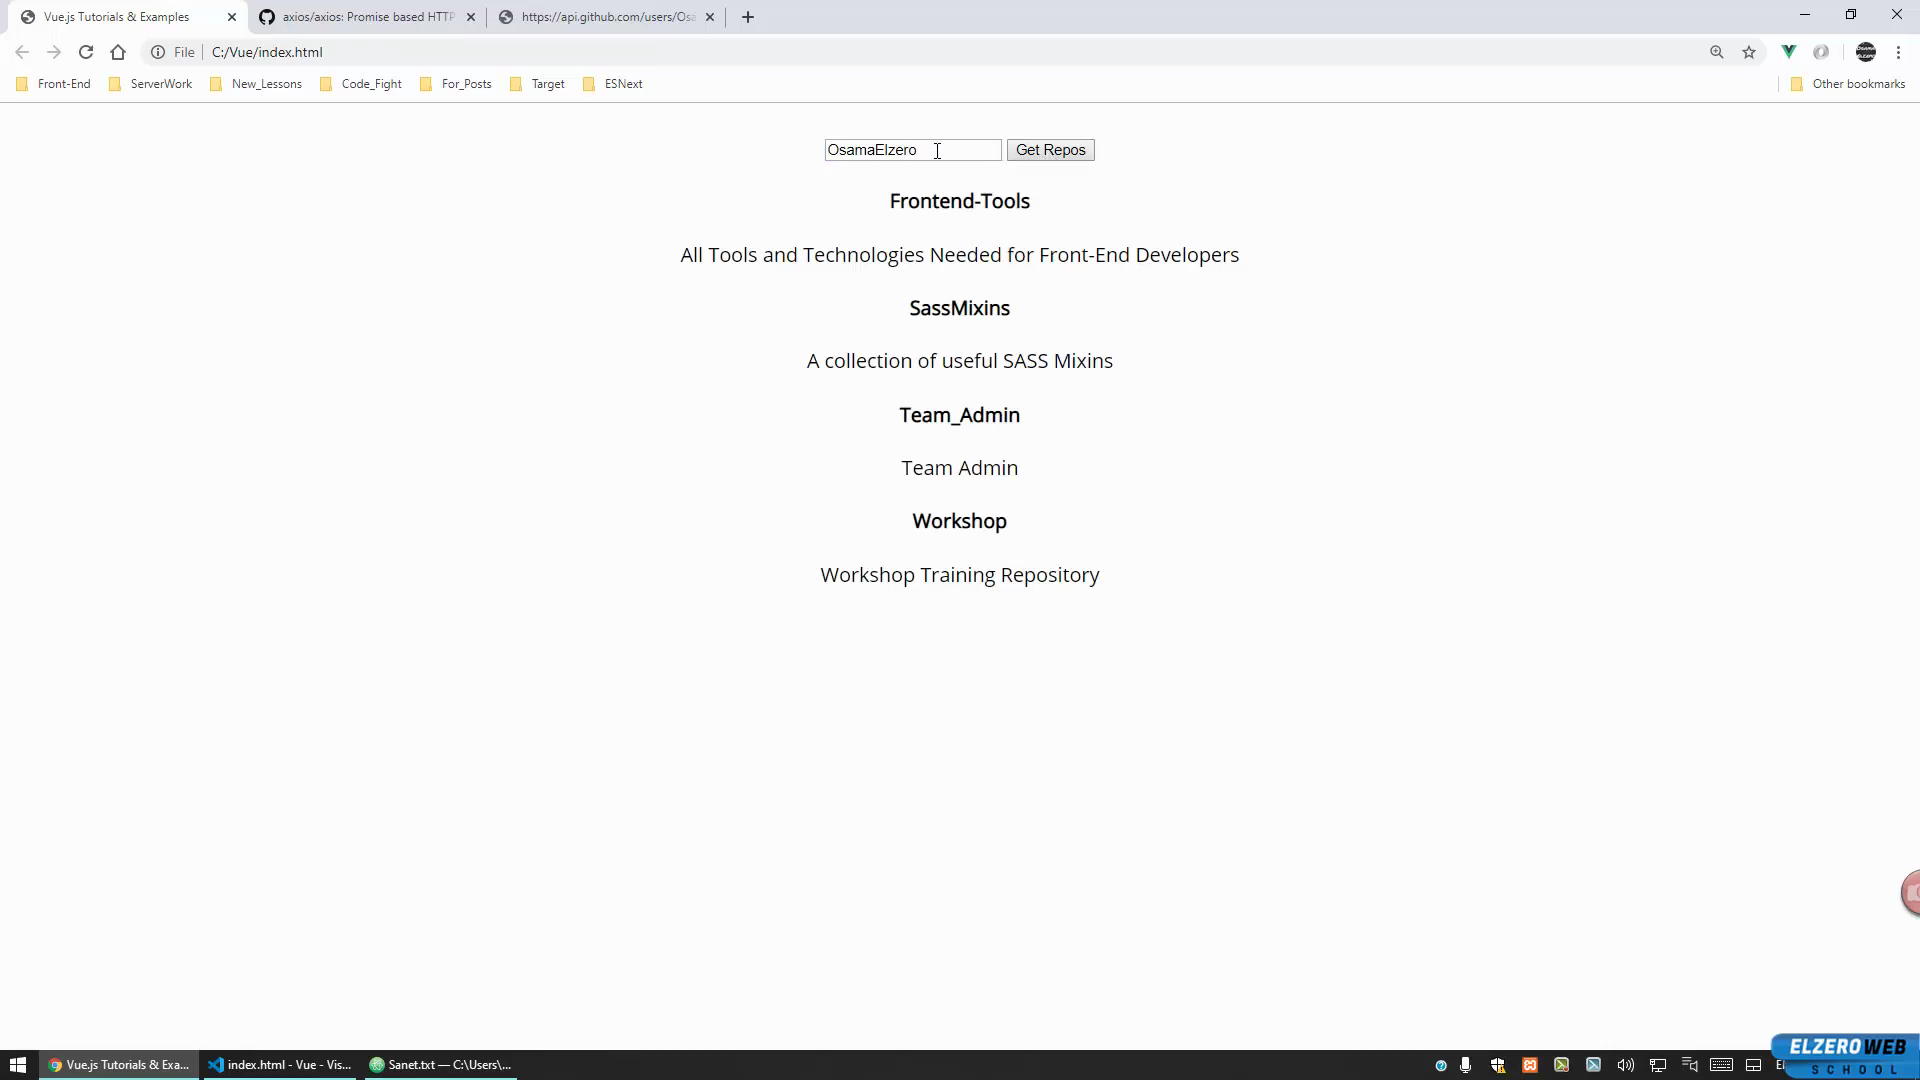 Vue.js Tutorials & Examples
axios/axios: Promise based HTTP
https://api.github.com/users/Osa
File
C:/Vue/index.html
Front-End
ServerWork
New_Lessons
Code_Fight
For_Posts
Target
ESNext
Other bookmarks
OsamaElzero
Get Repos
Frontend-Tools
All Tools and Technologies Needed for Front-End Developers
SassMixins
A collection of useful SASS Mixins
Team_Admin
Team Admin
Workshop
Workshop Training Repository
Vue.js Tutorials & Exa...
index.html - Vue - Vis...
Sanet.txt — C:\Users\...
ELZERO WEB
SCHOOL